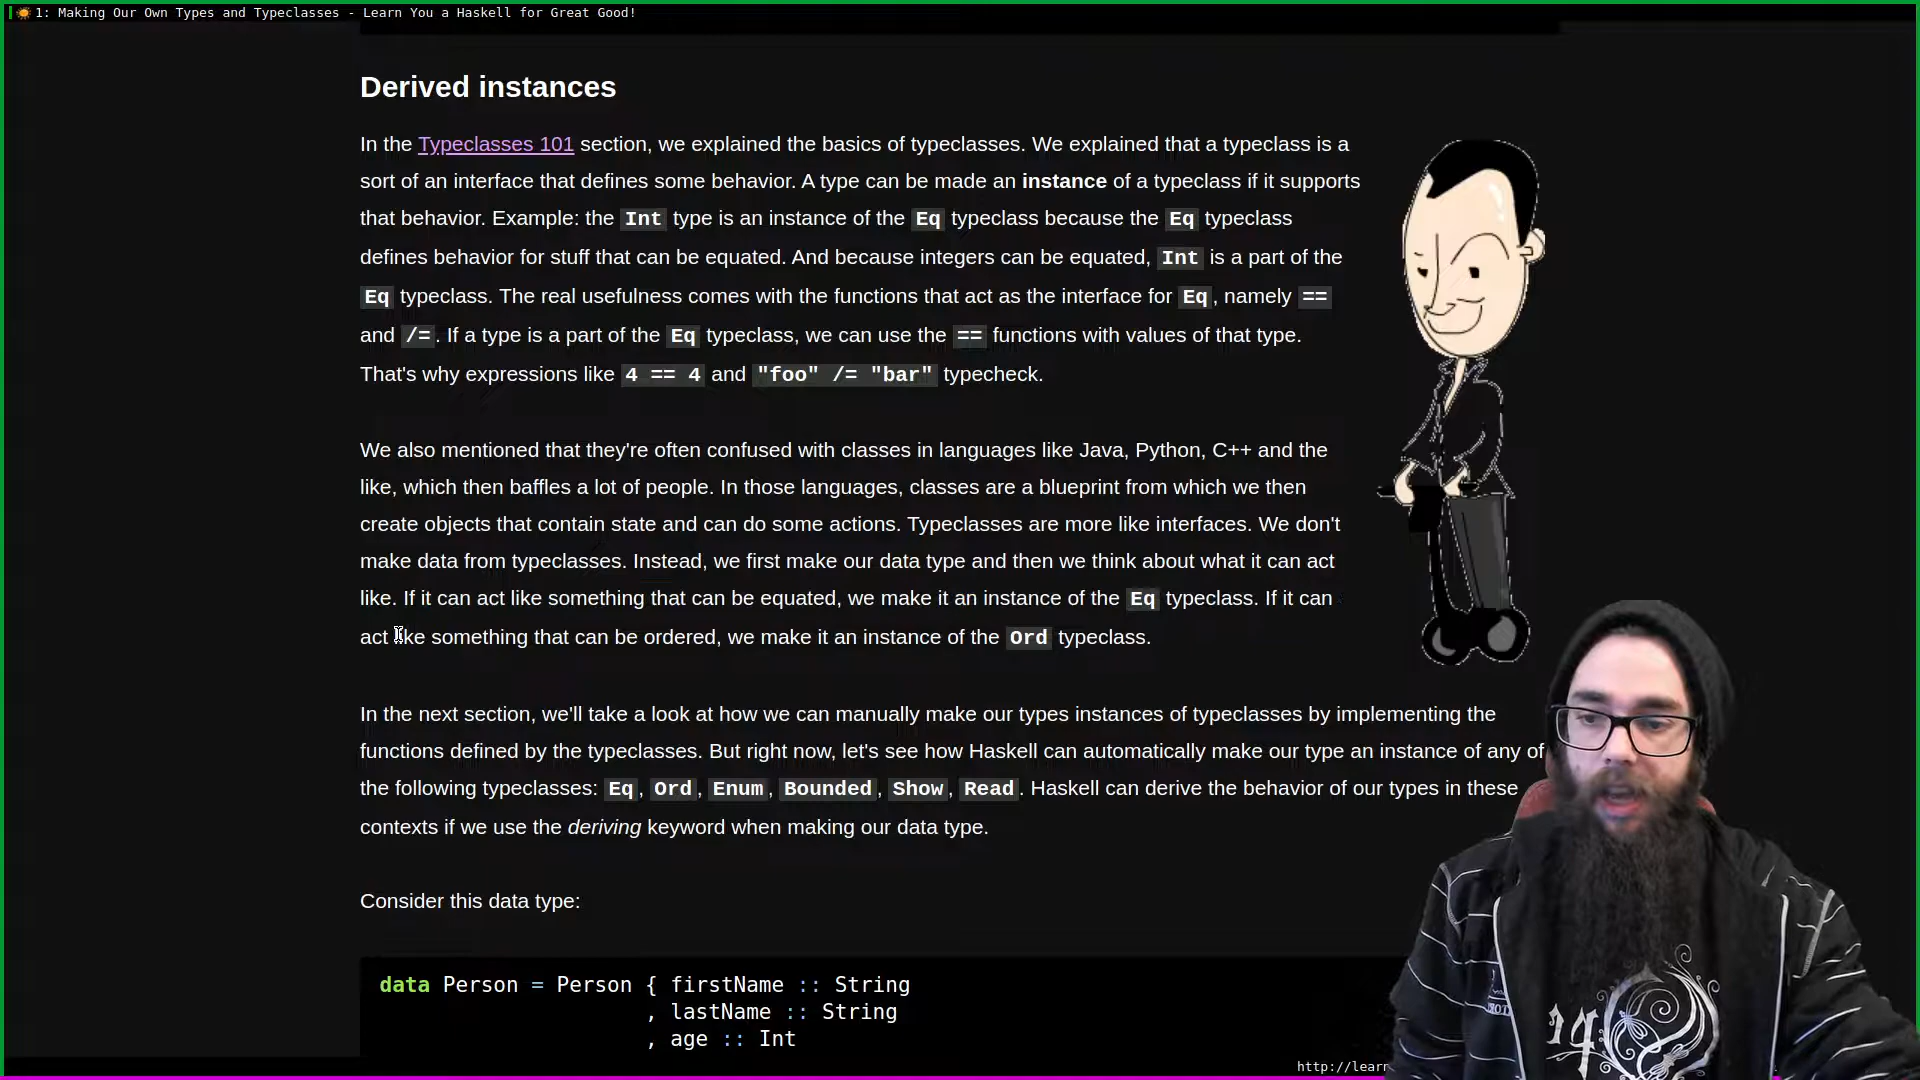 1: Making Our Own Types and Typeclasses - Learn You a Haskell for Great Good!
Derived instances
In the Typeclasses 101 section, we explained the basics of typeclasses. We explained that a typeclass is a
sort of an interface that defines some behavior. A type can be made an instance of a typeclass if it supports
that behavior. Example: the Int type is an instance of the Eq typeclass because the Eq typeclass
defines behavior for stuff that can be equated. And because integers can be equated, Int is a part of the
Eq typeclass. The real usefulness comes with the functions that act as the interface for Eq, namely ==
and /=. If a type is a part of the Eq typeclass, we can use the == functions with values of that type.
That's why expressions like 4 == 4 and "foo" /= "bar" typecheck.
We also mentioned that they're often confused with classes in languages like Java, Python, C++ and the
like, which then baffles a lot of people. In those languages, classes are a blueprint from which we then
create objects that contain state and can do some actions. Typeclasses are more like interfaces. We don't
make data from typeclasses. Instead, we first make our data type and then we think about what it can act
like. If it can act like something that can be equated, we make it an instance of the Eq typeclass. If it can
act like something that can be ordered, we make it an instance of the Ord typeclass.
In the next section, we'll take a look at how we can manually make our types instances of typeclasses by implementing the
functions defined by the typeclasses. But right now, let's see how Haskell can automatically make our type an instance of any of
the following typeclasses: Eq, Ord, Enum, Bounded, Show, Read. Haskell can derive the behavior of our types in these
contexts if we use the deriving keyword when making our data type.
Consider this data type:
data Person = Person { firstName :: String
, lastName :: String
, age :: Int
http://learn